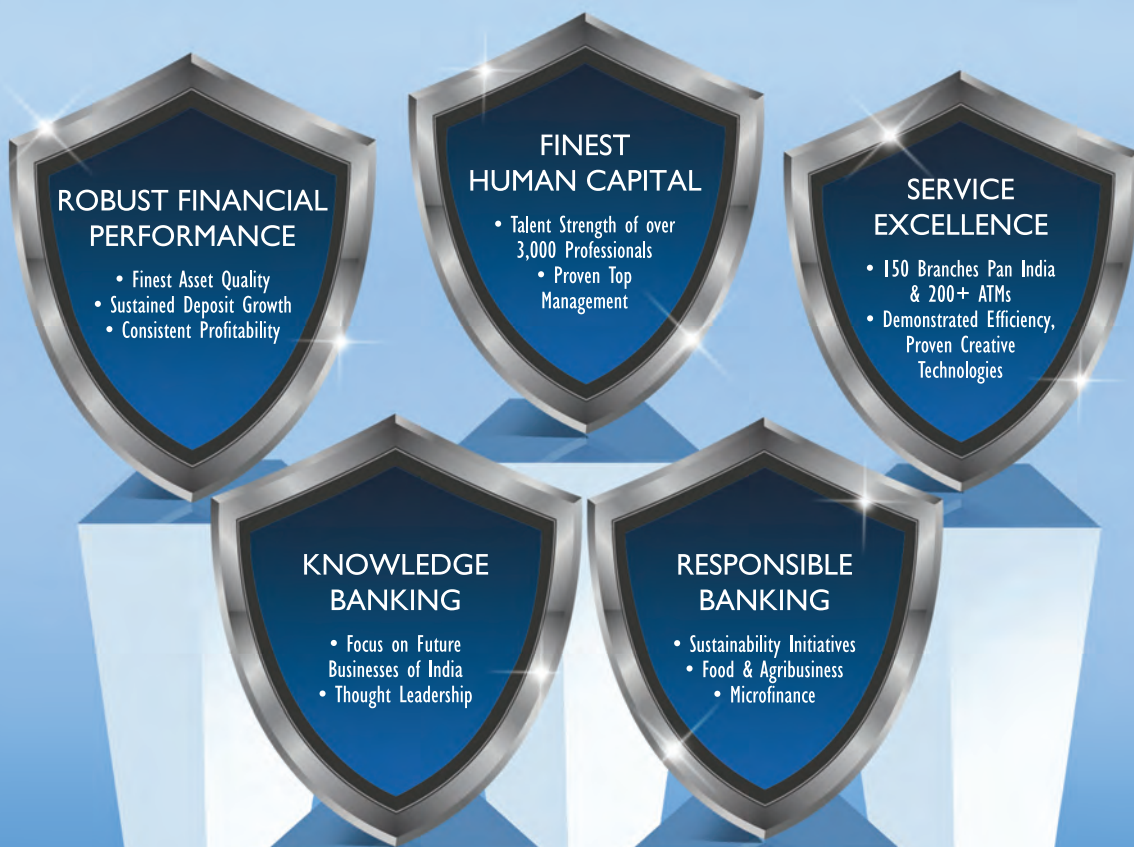 ROBUST FINANCIAL
PERFORMANCE
• Finest Asset Quality
• Sustained Deposit Growth
• Consistent Profitability
FINEST
HUMAN CAPITAL
• Talent Strength of over
3,000 Professionals
• Proven Top
Management
SERVICE
EXCELLENCE
• 150 Branches Pan India
& 200+ ATMs
• Demonstrated Efficiency,
Proven Creative
Technologies
KNOWLEDGE
BANKING
• Focus on Future
Businesses of India
• Thought Leadership
RESPONSIBLE
BANKING
• Sustainability Initiatives
• Food & Agribusiness
• Microfinance